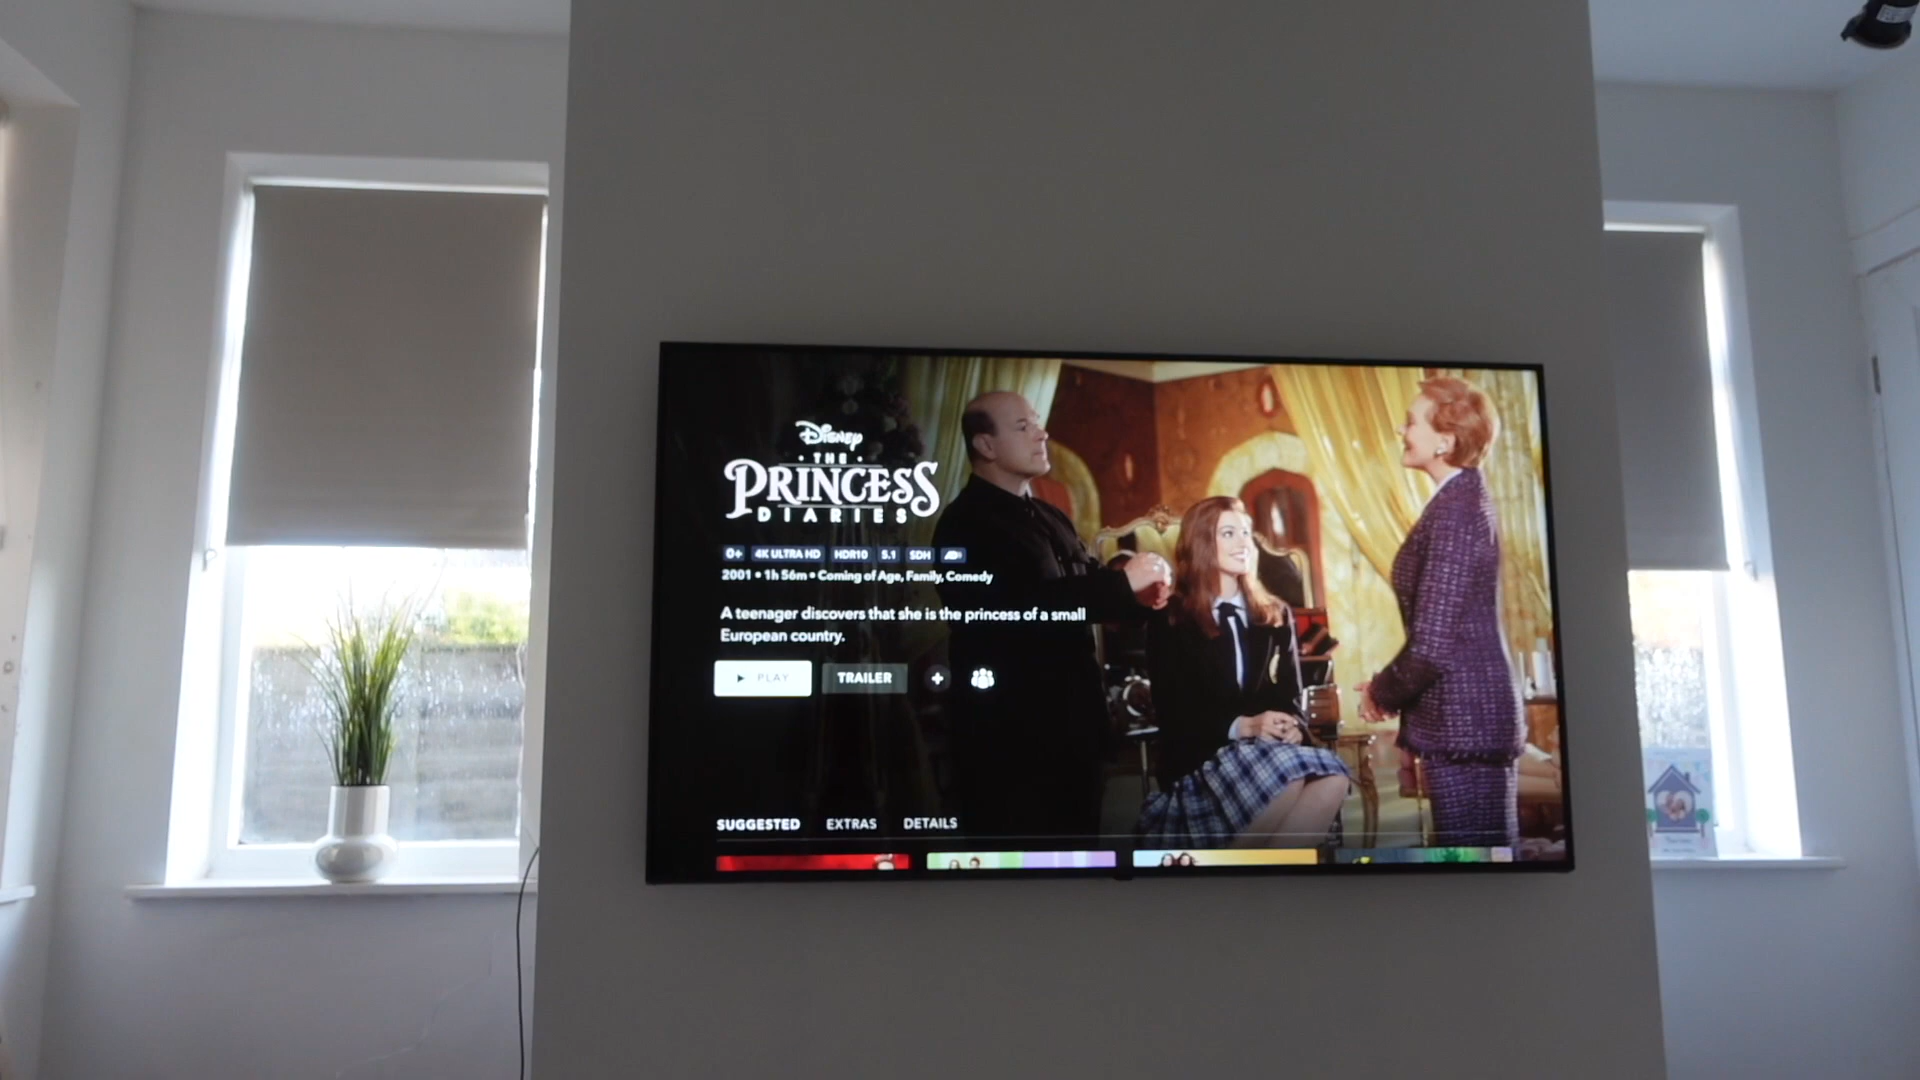 Disney
• THE •
PRINCESS
DIARIES
0+ 4K ULTRA HD HDR10 5.1 SDH AD
2001 • 1h 56m • Coming of Age, Family, Comedy
A teenager discovers that she is the princess of a small
European country.
PLAY TRAILER +
SUGGESTED EXTRAS DETAILS